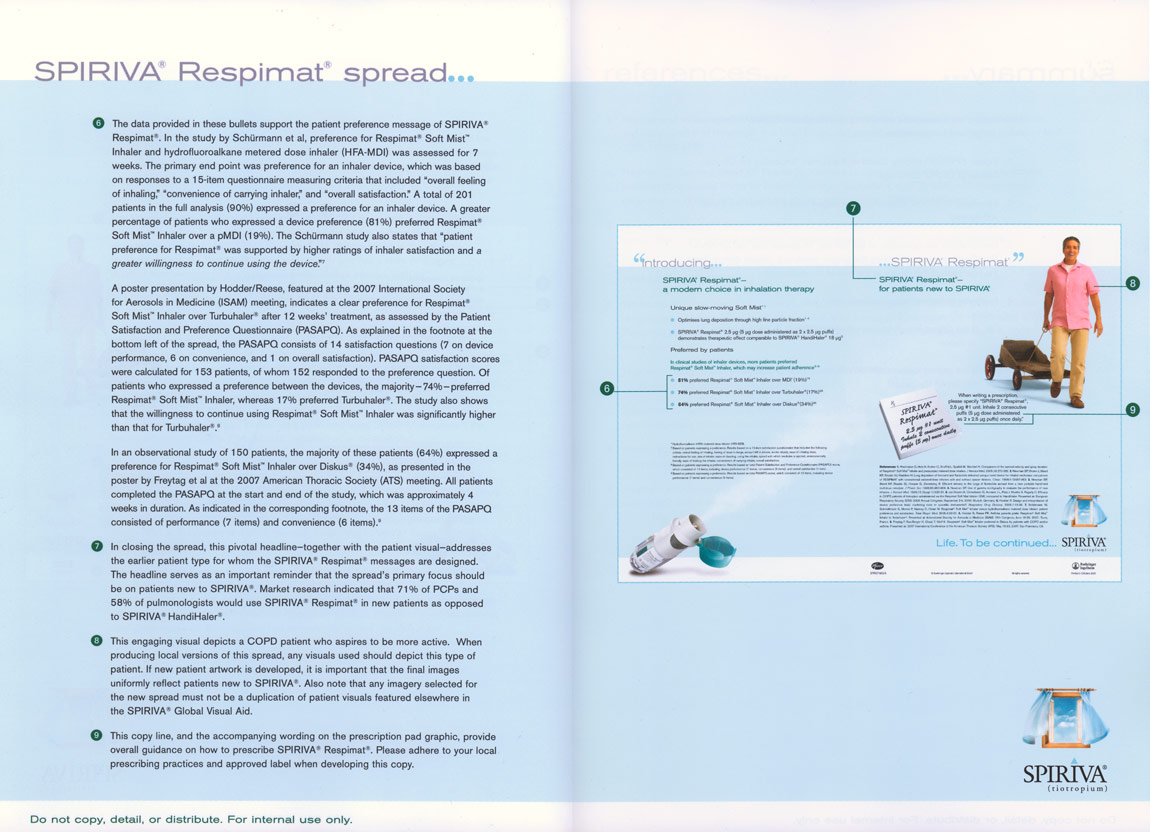 SPIRIVA® Respimat® spread...
6 The data provided in these bullets support the patient preference message of SPIRIVA®
Respimat®. In the study by Schürmann et al, preference for Respimat® Soft Mist™
Inhaler and hydrofluoroalkane metered dose inhaler (HFA-MDI) was assessed for 7
weeks. The primary end point was preference for an inhaler device, which was based
on responses to a 15-item questionnaire measuring criteria that included “overall feeling
of inhaling,” “convenience of carrying inhaler,” and “overall satisfaction.” A total of 201
patients in the full analysis (90%) expressed a preference for an inhaler device. A greater
percentage of patients who expressed a device preference (81%) preferred Respimat®
Soft Mist™ Inhaler over a pMDI (19%). The Schürmann study also states that “patient
preference for Respimat® was supported by higher ratings of inhaler satisfaction and a
greater willingness to continue using the device.”⁷
A poster presentation by Hodder/Reese, featured at the 2007 International Society
for Aerosols in Medicine (ISAM) meeting, indicates a clear preference for Respimat®
Soft Mist™ Inhaler over Turbuhaler® after 12 weeks’ treatment, as assessed by the Patient
Satisfaction and Preference Questionnaire (PASAPQ). As explained in the footnote at the
bottom left of the spread, the PASAPQ consists of 14 satisfaction questions (7 on device
performance, 6 on convenience, and 1 on overall satisfaction). PASAPQ satisfaction scores
were calculated for 153 patients, of whom 152 responded to the preference question. Of
patients who expressed a preference between the devices, the majority—74%—preferred
Respimat® Soft Mist™ Inhaler, whereas 17% preferred Turbuhaler®. The study also shows
that the willingness to continue using Respimat® Soft Mist™ Inhaler was significantly higher
than that for Turbuhaler®.⁸
In an observational study of 150 patients, the majority of these patients (64%) expressed a
preference for Respimat® Soft Mist™ Inhaler over Diskus® (34%), as presented in the
poster by Freytag et al at the 2007 American Thoracic Society (ATS) meeting. All patients
completed the PASAPQ at the start and end of the study, which was approximately 4
weeks in duration. As indicated in the corresponding footnote, the 13 items of the PASAPQ
consisted of performance (7 items) and convenience (6 items).⁹
7 In closing the spread, this pivotal headline—together with the patient visual—addresses
the earlier patient type for whom the SPIRIVA® Respimat® messages are designed.
The headline serves as an important reminder that the spread’s primary focus should
be on patients new to SPIRIVA®. Market research indicated that 71% of PCPs and
58% of pulmonologists would use SPIRIVA® Respimat® in new patients as opposed
to SPIRIVA® HandiHaler®.
8 This engaging visual depicts a COPD patient who aspires to be more active. When
producing local versions of this spread, any visuals used should depict this type of
patient. If new patient artwork is developed, it is important that the final images
uniformly reflect patients new to SPIRIVA®. Also note that any imagery selected for
the new spread must not be a duplication of patient visuals featured elsewhere in
the SPIRIVA® Global Visual Aid.
9 This copy line, and the accompanying wording on the prescription pad graphic, provide
overall guidance on how to prescribe SPIRIVA® Respimat®. Please adhere to your local
prescribing practices and approved label when developing this copy.
Do not copy, detail, or distribute. For internal use only.
7
8
6
9
“Introducing...
SPIRIVA® Respimat®–
a modern choice in inhalation therapy
Unique slow-moving Soft Mist™
Optimises lung deposition through high fine particle fraction
SPIRIVA® Respimat® 2.5 µg (5 µg dose administered as 2 x 2.5 µg puffs)
demonstrates therapeutic effect comparable to SPIRIVA® HandiHaler® 18 µg
Preferred by patients
In clinical studies of inhaler devices, more patients preferred
Respimat® Soft Mist™ Inhaler, which may increase patient adherence
81% preferred Respimat® Soft Mist™ Inhaler over MDI (19%)
74% preferred Respimat® Soft Mist™ Inhaler over Turbuhaler® (17%)
64% preferred Respimat® Soft Mist™ Inhaler over Diskus® (34%)
...SPIRIVA® Respimat®”
SPIRIVA® Respimat®–
for patients new to SPIRIVA®
SPIRIVA®
Respimat®
2.5 µg #1 unit
Inhale 2 consecutive
puffs (5 µg) once daily
When writing a prescription,
please specify “SPIRIVA® Respimat®,
2.5 µg #1 unit. Inhale 2 consecutive
puffs (5 µg dose administered
as 2 x 2.5 µg puffs) once daily.”
Life. To be continued...
SPIRIVA®
(tiotropium)
Pfizer
Boehringer
Ingelheim
SPIRIVA®
(tiotropium)